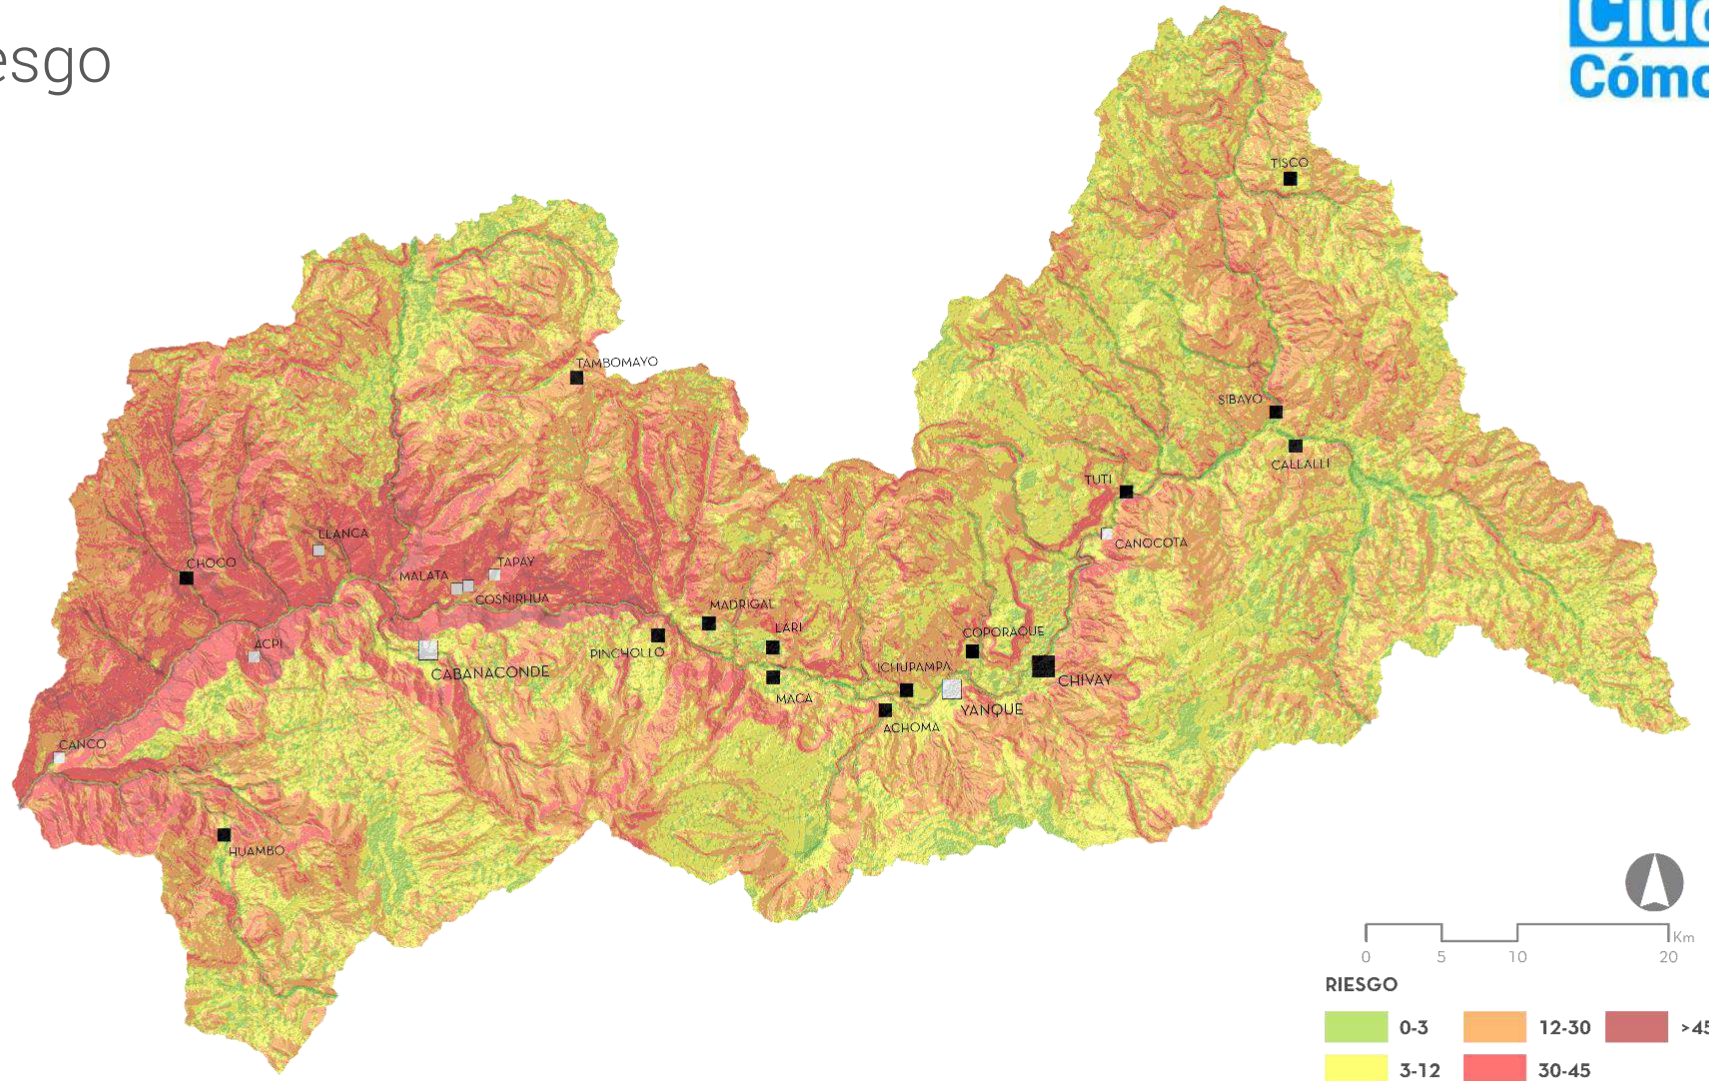 esgo
Ciud
Cómo
TISCO
TAMBOMAYO
SIBAYO
CALLALLI
TUTI
CANOCOTA
LLANCA
CHOCO
TAPAY
MALATA
COSÑIRHUA
MADRIGAL
LARI
COPORAQUE
ACPI
PINCHOLLO
ICHUPAMPA
CABANACONDE
CHIVAY
MACA
YANQUE
ACHOMA
CANCO
HUAMBO
Km
0 5 10 20
RIESGO
0-3 12-30 >45
3-12 30-45